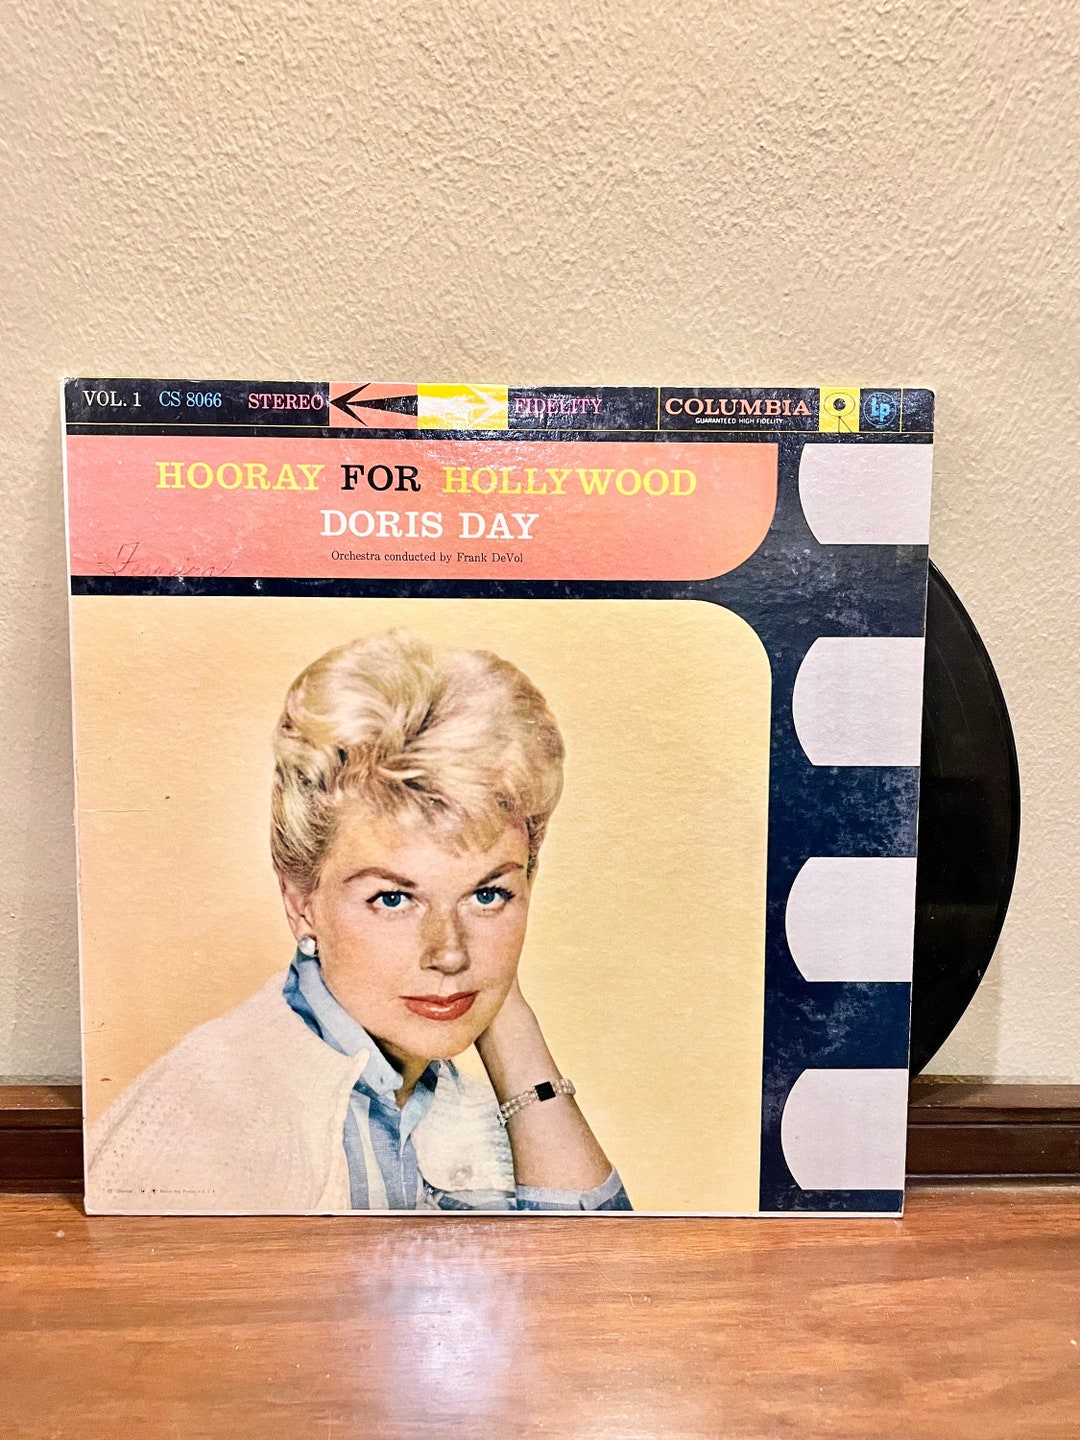 VOL. 1 CS 8066 STEREO FIDELITY COLUMBIA Lp
GUARANTEED HIGH FIDELITY
HOORAY FOR HOLLYWOOD
DORIS DAY
Orchestra conducted by Frank DeVol